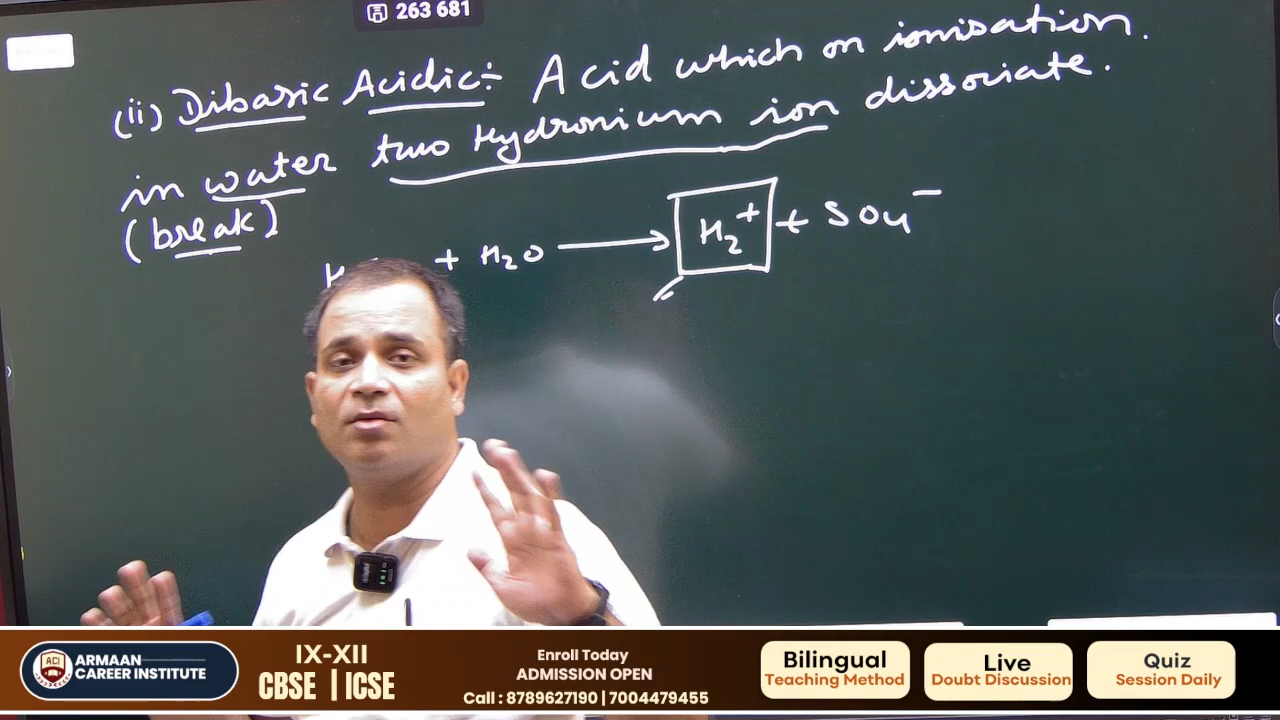 263 681
(ii) Dibasic Acidic:- Acid which on ionisation.
in water two Hydronium ion dissociate.
(break)
+ H2O ⟶ H2+ + SO4−
ACI
ARMAAN
CAREER INSTITUTE
IX-XII
CBSE | ICSE
Enroll Today
ADMISSION OPEN
Call : 8789627190 | 7004479455
Bilingual
Teaching Method
Live
Doubt Discussion
Quiz
Session Daily